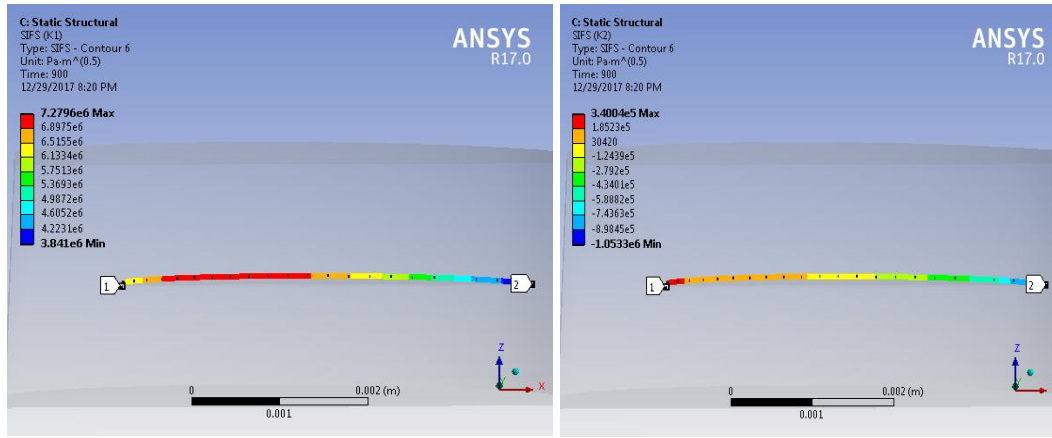 C: Static Structural
SIFS (K1)
Type: SIFS - Contour 6
Unit: Pa·m^(0.5)
Time: 900
12/29/2017 8:20 PM
ANSYS
R17.0
7.2796e6 Max
6.8975e6
6.5155e6
6.1334e6
5.7513e6
5.3693e6
4.9872e6
4.6052e6
4.2231e6
3.841e6 Min
1
2
0
0.002 (m)
0.001
Z
X
C: Static Structural
SIFS (K2)
Type: SIFS - Contour 6
Unit: Pa·m^(0.5)
Time: 900
12/29/2017 8:20 PM
ANSYS
R17.0
3.4004e5 Max
1.8523e5
30420
-1.2439e5
-2.792e5
-4.3401e5
-5.8882e5
-7.4363e5
-8.9845e5
-1.0533e6 Min
1
2
0
0.002 (m)
0.001
Z